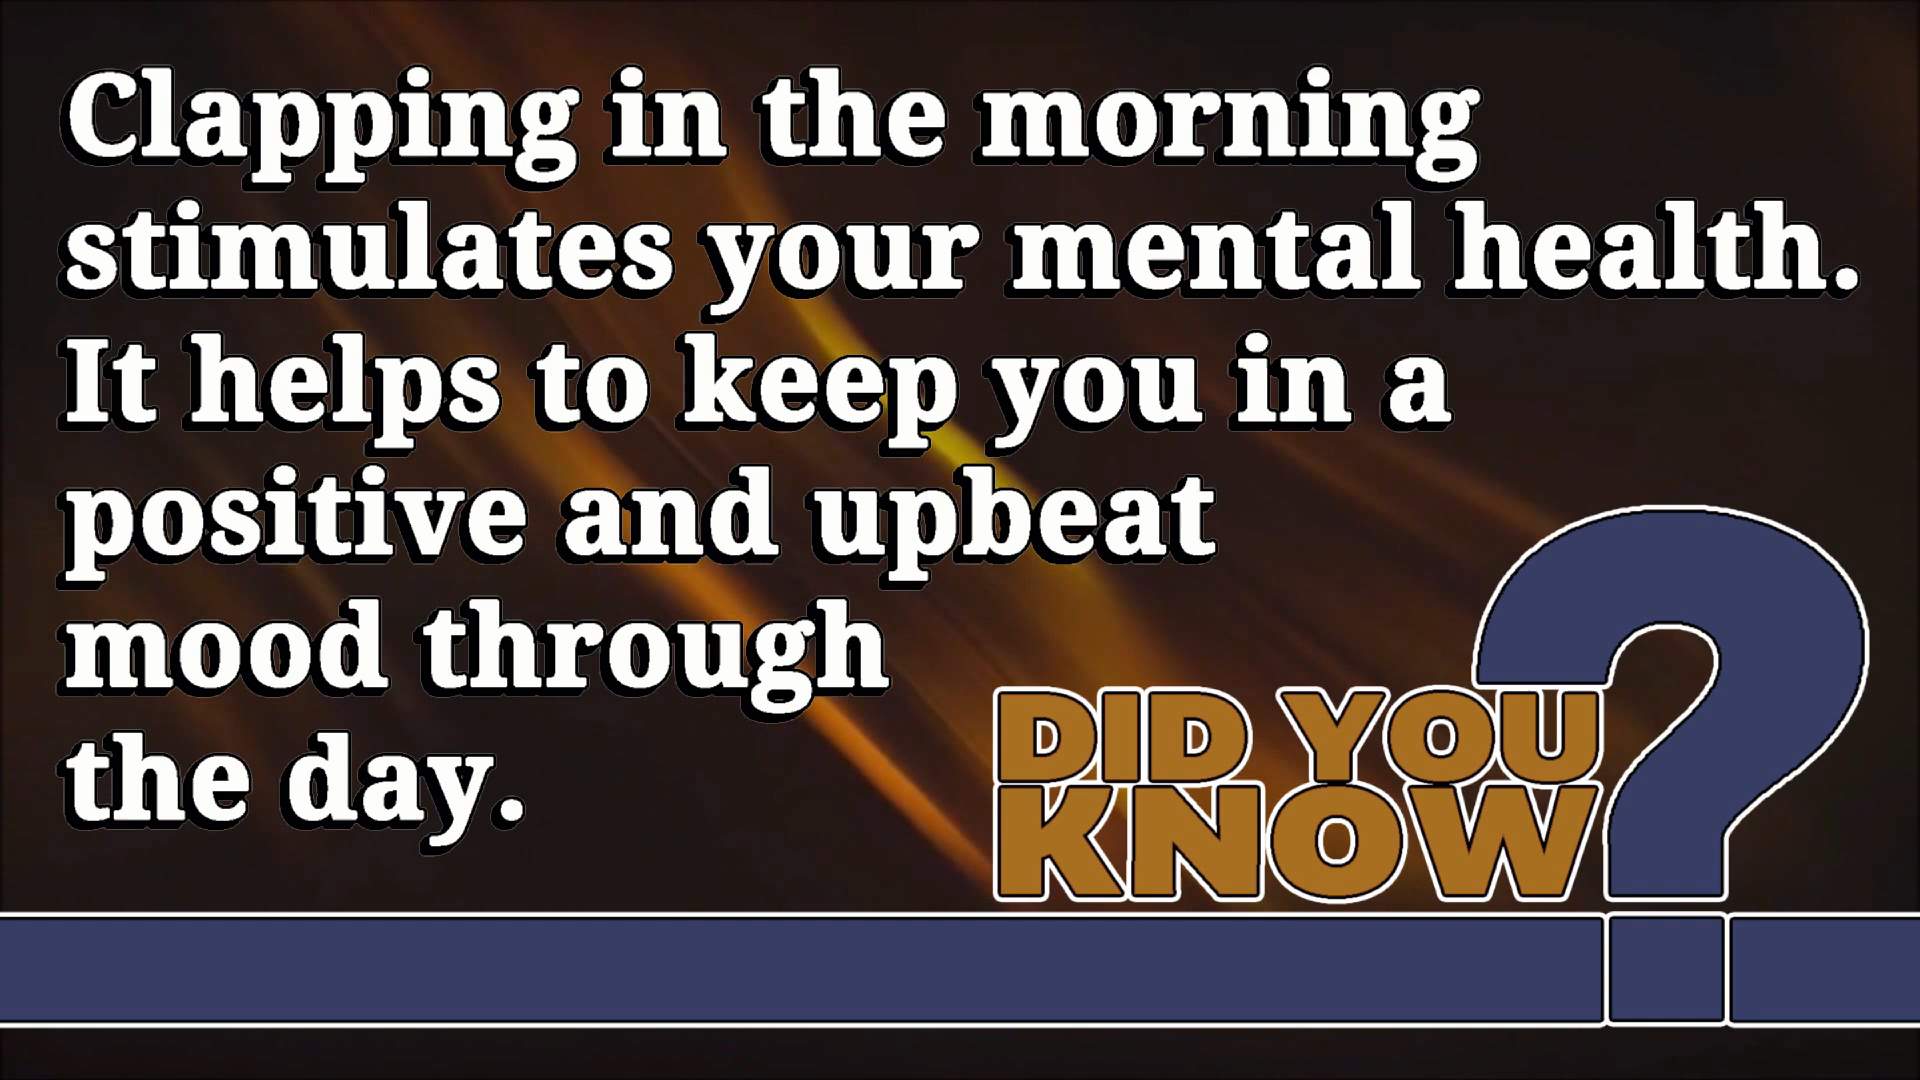 Clapping in the morning
stimulates your mental health.
It helps to keep you in a
positive and upbeat
mood through
the day.
DID YOU
KNOW?